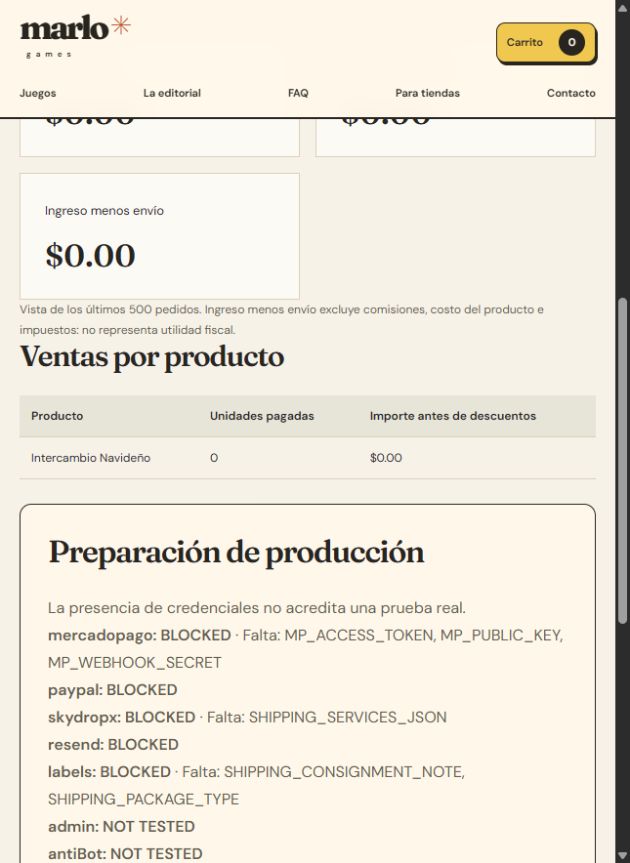 marlo
games
Carrito 0
Juegos La editorial FAQ Para tiendas Contacto
$0.00 $0.00
Ingreso menos envío
$0.00
Vista de los últimos 500 pedidos. Ingreso menos envío excluye comisiones, costo del producto e
impuestos: no representa utilidad fiscal.
Ventas por producto
Producto Unidades pagadas Importe antes de descuentos
Intercambio Navideño 0 $0.00
Preparación de producción
La presencia de credenciales no acredita una prueba real.
mercadopago: BLOCKED · Falta: MP_ACCESS_TOKEN, MP_PUBLIC_KEY,
MP_WEBHOOK_SECRET
paypal: BLOCKED
skydropx: BLOCKED · Falta: SHIPPING_SERVICES_JSON
resend: BLOCKED
labels: BLOCKED · Falta: SHIPPING_CONSIGNMENT_NOTE,
SHIPPING_PACKAGE_TYPE
admin: NOT TESTED
antiBot: NOT TESTED